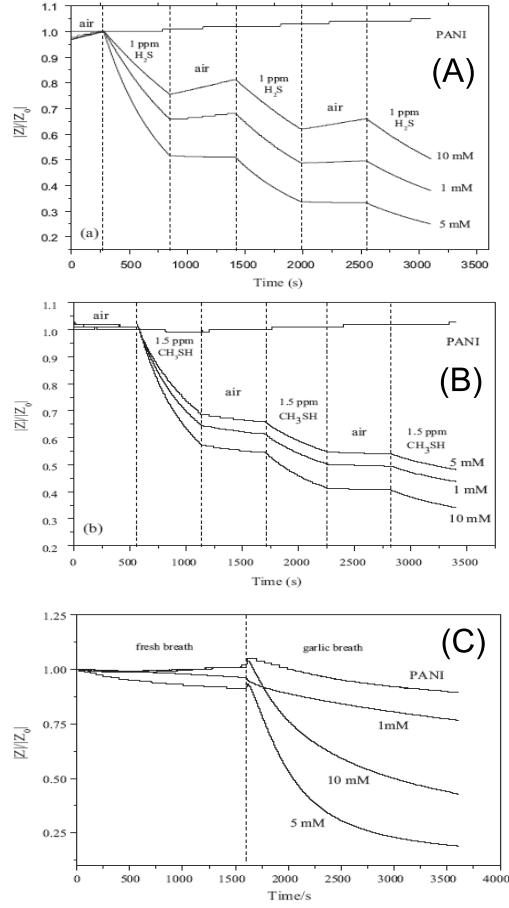 1.1
1.0
0.9
0.8
0.7
0.6
0.5
0.4
0.3
0.2
|Z|/|Z0|
air
1 ppm
H2S
air
1 ppm
H2S
air
1 ppm
H2S
PANI
(A)
10 mM
1 mM
5 mM
(a)
0 500 1000 1500 2000 2500 3000 3500
Time (s)
1.1
1.0
0.9
0.8
0.7
0.6
0.5
0.4
0.3
0.2
|Z|/|Z0|
air
1.5 ppm
CH3SH
air
1.5 ppm
CH3SH
air
1.5 ppm
CH3SH
PANI
(B)
5 mM
1 mM
10 mM
(b)
0 500 1000 1500 2000 2500 3000 3500 4000
Time (s)
1.25
1.00
0.75
0.50
0.25
|Z|/|Z0|
fresh breath
garlic breath
(C)
PANI
1mM
10 mM
5 mM
0 500 1000 1500 2000 2500 3000 3500 4000
Time/s